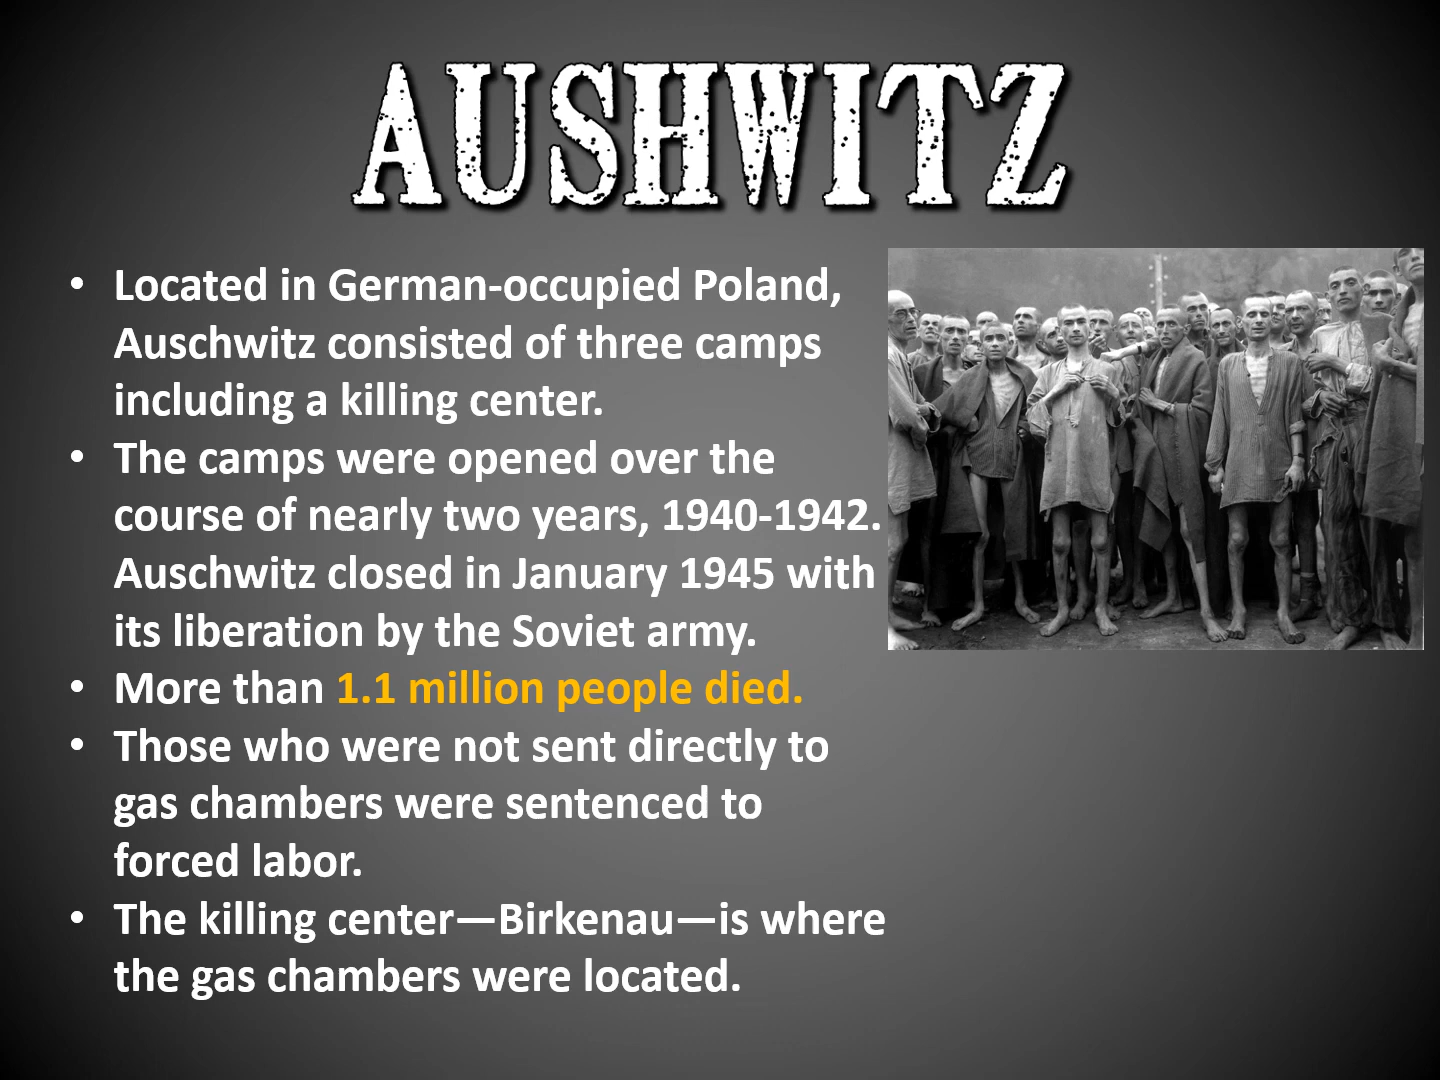 AUSHWITZ
• Located in German-occupied Poland,
Auschwitz consisted of three camps
including a killing center.
• The camps were opened over the
course of nearly two years, 1940-1942.
Auschwitz closed in January 1945 with
its liberation by the Soviet army.
• More than 1.1 million people died.
• Those who were not sent directly to
gas chambers were sentenced to
forced labor.
• The killing center—Birkenau—is where
the gas chambers were located.